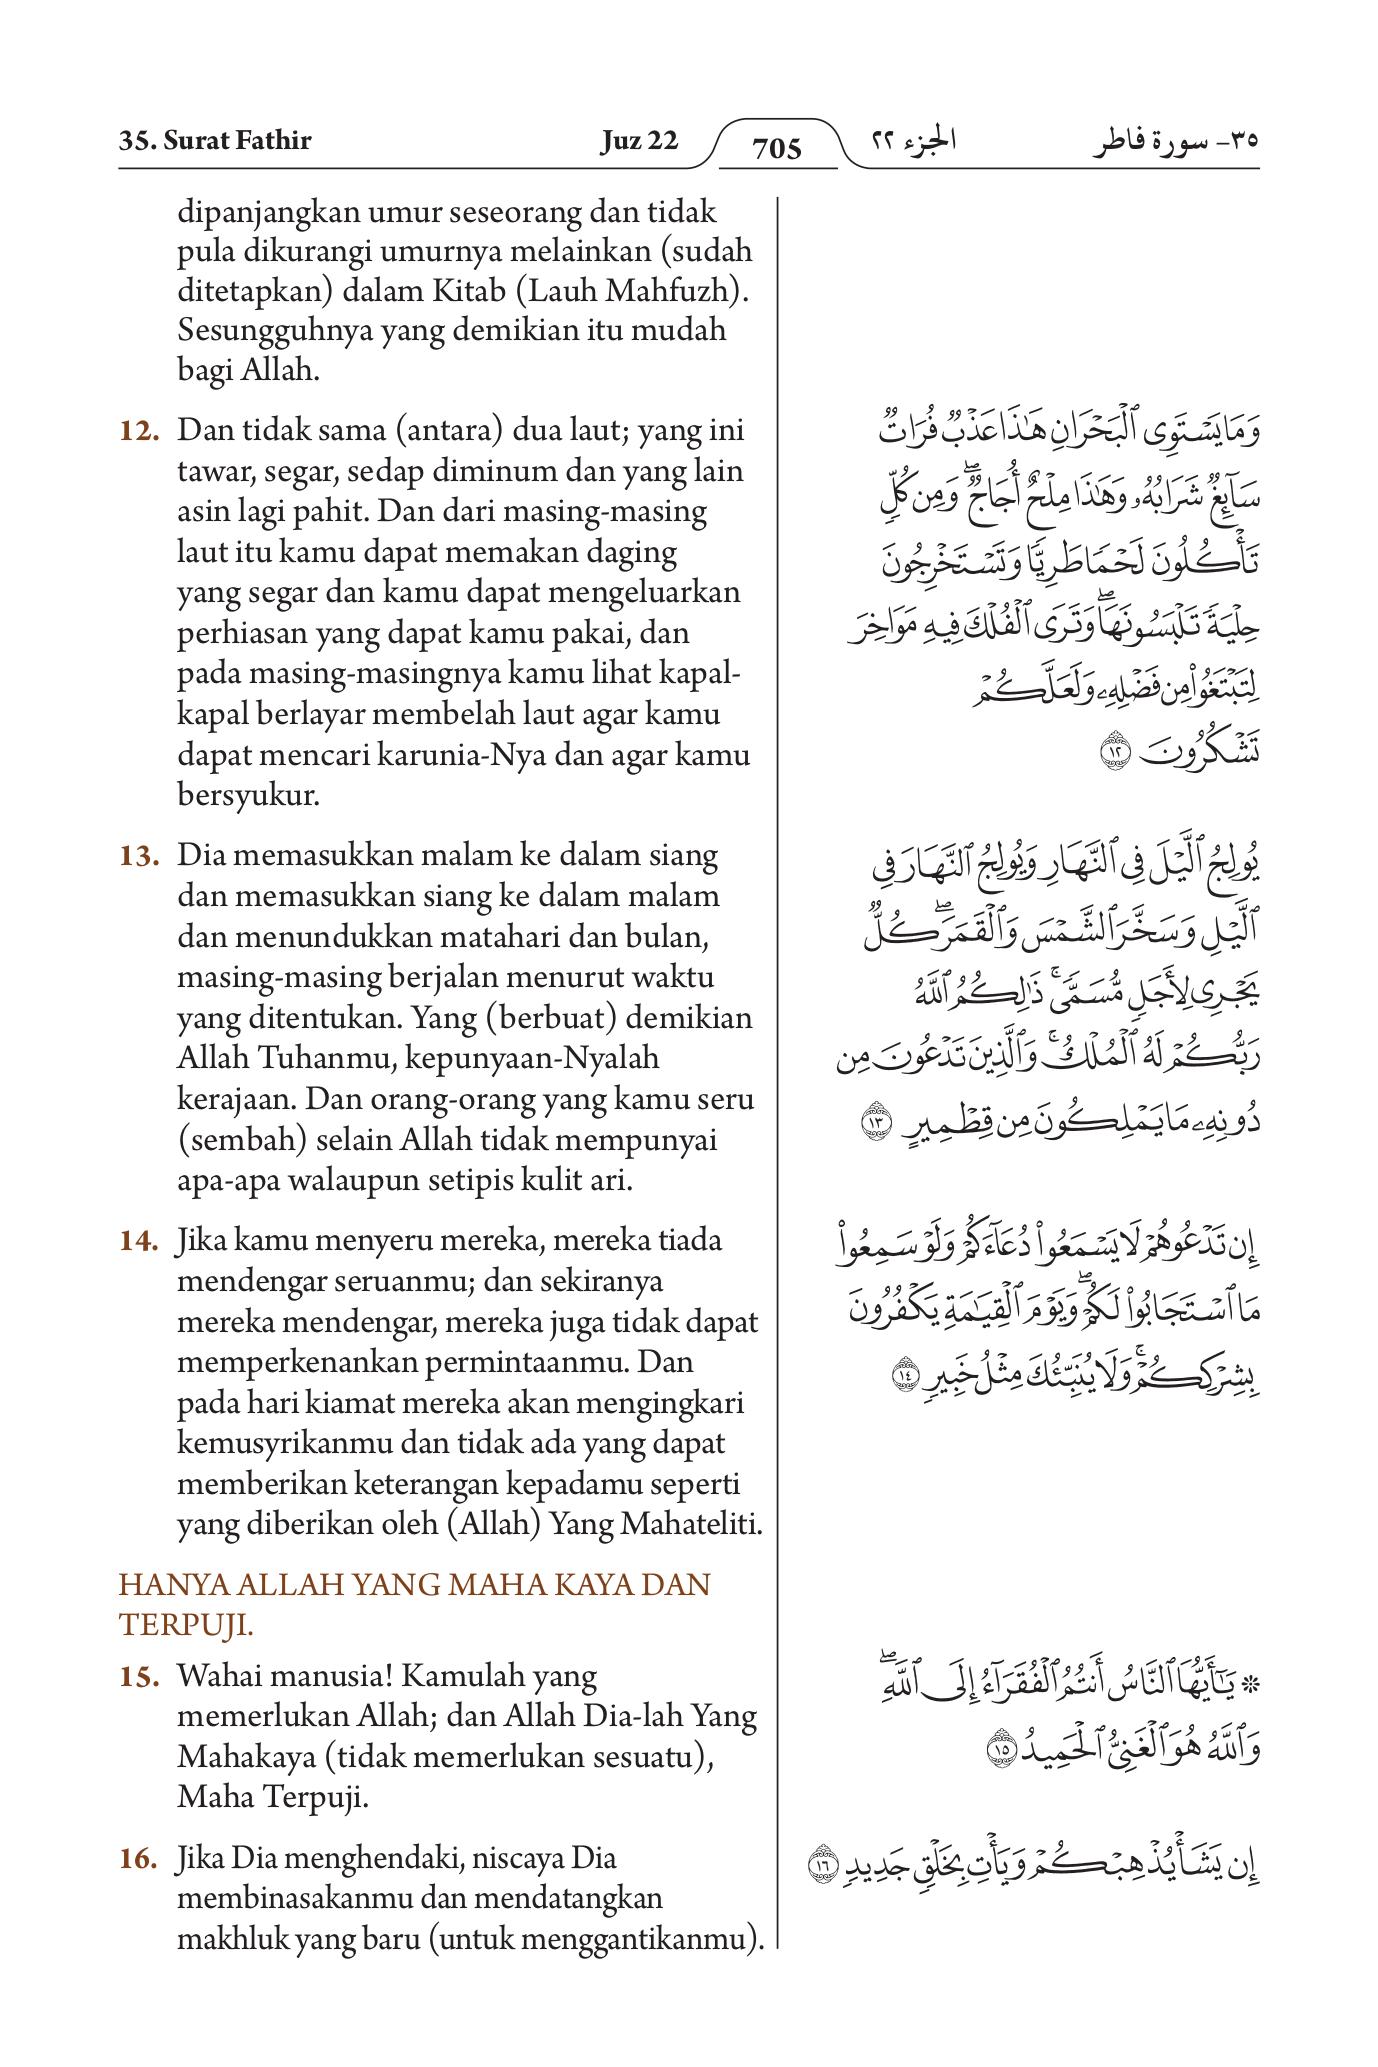 35. Surat Fathir
Juz 22
705
الجزء ٢٢
٣٥- سورة فاطر
dipanjangkan umur seseorang dan tidak
pula dikurangi umurnya melainkan (sudah
ditetapkan) dalam Kitab (Lauh Mahfuzh).
Sesungguhnya yang demikian itu mudah
bagi Allah.
12. Dan tidak sama (antara) dua laut; yang ini
tawar, segar, sedap diminum dan yang lain
asin lagi pahit. Dan dari masing-masing
laut itu kamu dapat memakan daging
yang segar dan kamu dapat mengeluarkan
perhiasan yang dapat kamu pakai, dan
pada masing-masingnya kamu lihat kapal-
kapal berlayar membelah laut agar kamu
dapat mencari karunia-Nya dan agar kamu
bersyukur.
13. Dia memasukkan malam ke dalam siang
dan memasukkan siang ke dalam malam
dan menundukkan matahari dan bulan,
masing-masing berjalan menurut waktu
yang ditentukan. Yang (berbuat) demikian
Allah Tuhanmu, kepunyaan-Nyalah
kerajaan. Dan orang-orang yang kamu seru
(sembah) selain Allah tidak mempunyai
apa-apa walaupun setipis kulit ari.
14. Jika kamu menyeru mereka, mereka tiada
mendengar seruanmu; dan sekiranya
mereka mendengar, mereka juga tidak dapat
memperkenankan permintaanmu. Dan
pada hari kiamat mereka akan mengingkari
kemusyrikanmu dan tidak ada yang dapat
memberikan keterangan kepadamu seperti
yang diberikan oleh (Allah) Yang Mahateliti.
HANYA ALLAH YANG MAHA KAYA DAN
TERPUJI.
15. Wahai manusia! Kamulah yang
memerlukan Allah; dan Allah Dia-lah Yang
Mahakaya (tidak memerlukan sesuatu),
Maha Terpuji.
16. Jika Dia menghendaki, niscaya Dia
membinasakanmu dan mendatangkan
makhluk yang baru (untuk menggantikanmu).
وَمَا يَسْتَوِى ٱلْبَحْرَانِ هَٰذَا عَذْبٌ فُرَاتٌ
سَآئِغٌ شَرَابُهُۥ وَهَٰذَا مِلْحٌ أُجَاجٌ ۖ وَمِن كُلٍّ
تَأْكُلُونَ لَحْمًا طَرِيًّا وَتَسْتَخْرِجُونَ
حِلْيَةً تَلْبَسُونَهَا ۖ وَتَرَى ٱلْفُلْكَ فِيهِ مَوَاخِرَ
لِتَبْتَغُوا۟ مِن فَضْلِهِۦ وَلَعَلَّكُمْ
تَشْكُرُونَ ١٢
يُولِجُ ٱلَّيْلَ فِى ٱلنَّهَارِ وَيُولِجُ ٱلنَّهَارَ فِى
ٱلَّيْلِ وَسَخَّرَ ٱلشَّمْسَ وَٱلْقَمَرَ ۖ كُلٌّ
يَجْرِى لِأَجَلٍ مُّسَمًّى ۚ ذَٰلِكُمُ ٱللَّهُ
رَبُّكُمْ لَهُ ٱلْمُلْكُ ۚ وَٱلَّذِينَ تَدْعُونَ مِن
دُونِهِۦ مَا يَمْلِكُونَ مِن قِطْمِيرٍ ١٣
إِن تَدْعُوهُمْ لَا يَسْمَعُوا۟ دُعَآءَكُمْ وَلَوْ سَمِعُوا۟
مَا ٱسْتَجَابُوا۟ لَكُمْ ۖ وَيَوْمَ ٱلْقِيَٰمَةِ يَكْفُرُونَ
بِشِرْكِكُمْ ۚ وَلَا يُنَبِّئُكَ مِثْلُ خَبِيرٍ ١٤
۞ يَٰٓأَيُّهَا ٱلنَّاسُ أَنتُمُ ٱلْفُقَرَآءُ إِلَى ٱللَّهِ ۖ
وَٱللَّهُ هُوَ ٱلْغَنِىُّ ٱلْحَمِيدُ ١٥
إِن يَشَأْ يُذْهِبْكُمْ وَيَأْتِ بِخَلْقٍ جَدِيدٍ ١٦